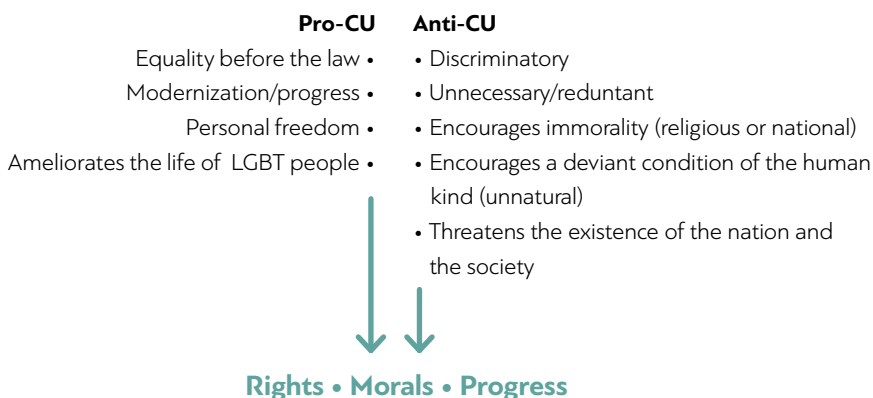 Pro-CU
Equality before the law •
Modernization/progress •
Personal freedom •
Ameliorates the life of LGBT people •
Anti-CU
• Discriminatory
• Unnecessary/reduntant
• Encourages immorality (religious or national)
• Encourages a deviant condition of the human
kind (unnatural)
• Threatens the existence of the nation and
the society
Rights • Morals • Progress